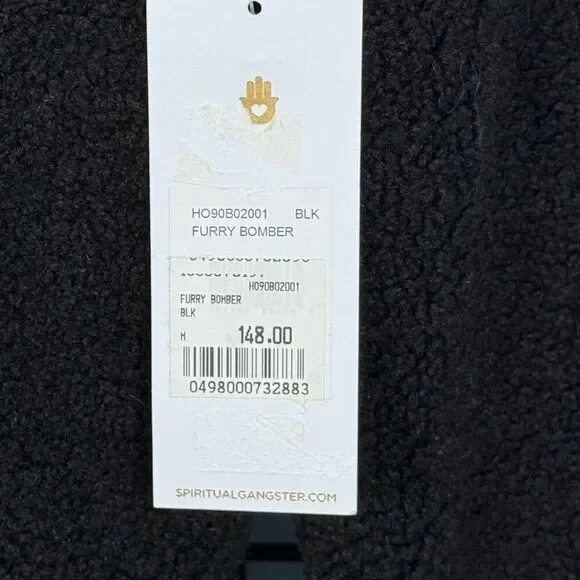 HO90B02001 BLK
FURRY BOMBER
HO90B02001
FURRY BOMBER
BLK
M 148.00
0498000732883
SPIRITUALGANGSTER.COM